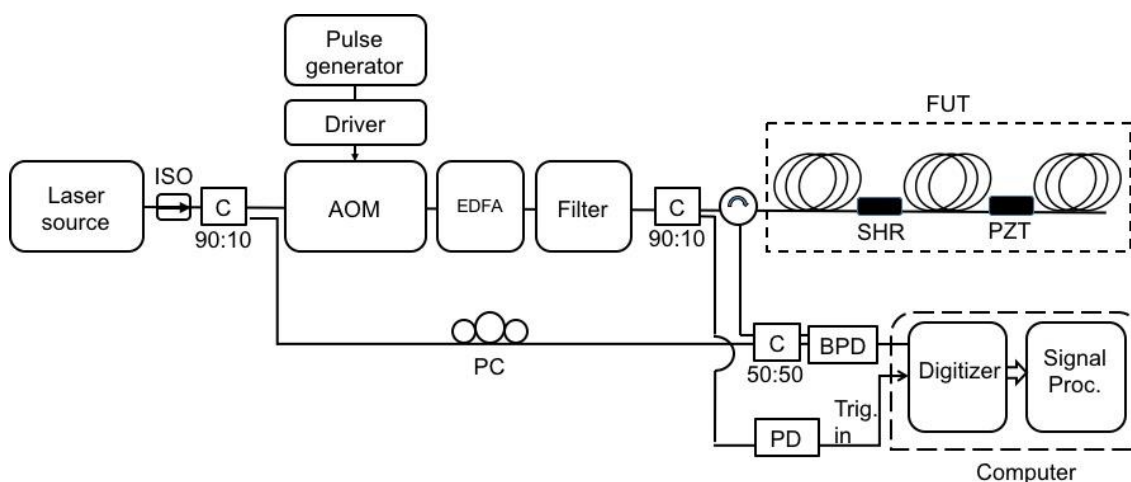 Pulse
generator
Driver
FUT
Laser
source
ISO
C
90:10
AOM
EDFA
Filter
C
90:10
SHR
PZT
PC
C
50:50
BPD
Digitizer
Signal
Proc.
PD
Trig.
in
Computer